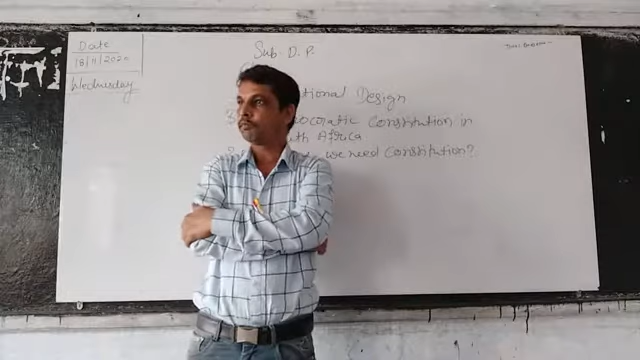 Date
18/11/2020
Wednesday
Sub- D. P.
tional Design
ocratic Constitution in
th Africa
we need Constitution?